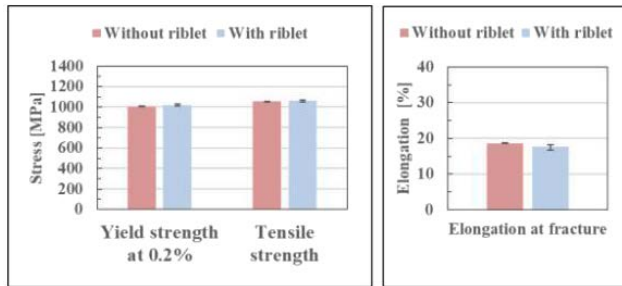 Without riblet With riblet
Stress [MPa]
1400
1200
1000
800
600
400
200
0
Yield strength
at 0.2%
Tensile
strength
Without riblet With riblet
Elongation [%]
40
30
20
10
0
Elongation at fracture